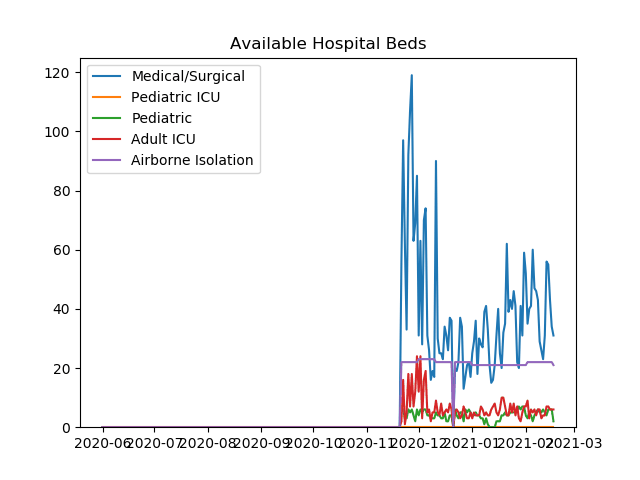 Available Hospital Beds
Medical/Surgical
Pediatric ICU
Pediatric
Adult ICU
Airborne Isolation
120
100
80
60
40
20
0
2020-06 2020-07 2020-08 2020-09 2020-10 2020-11 2020-12 2021-01 2021-02 2021-03